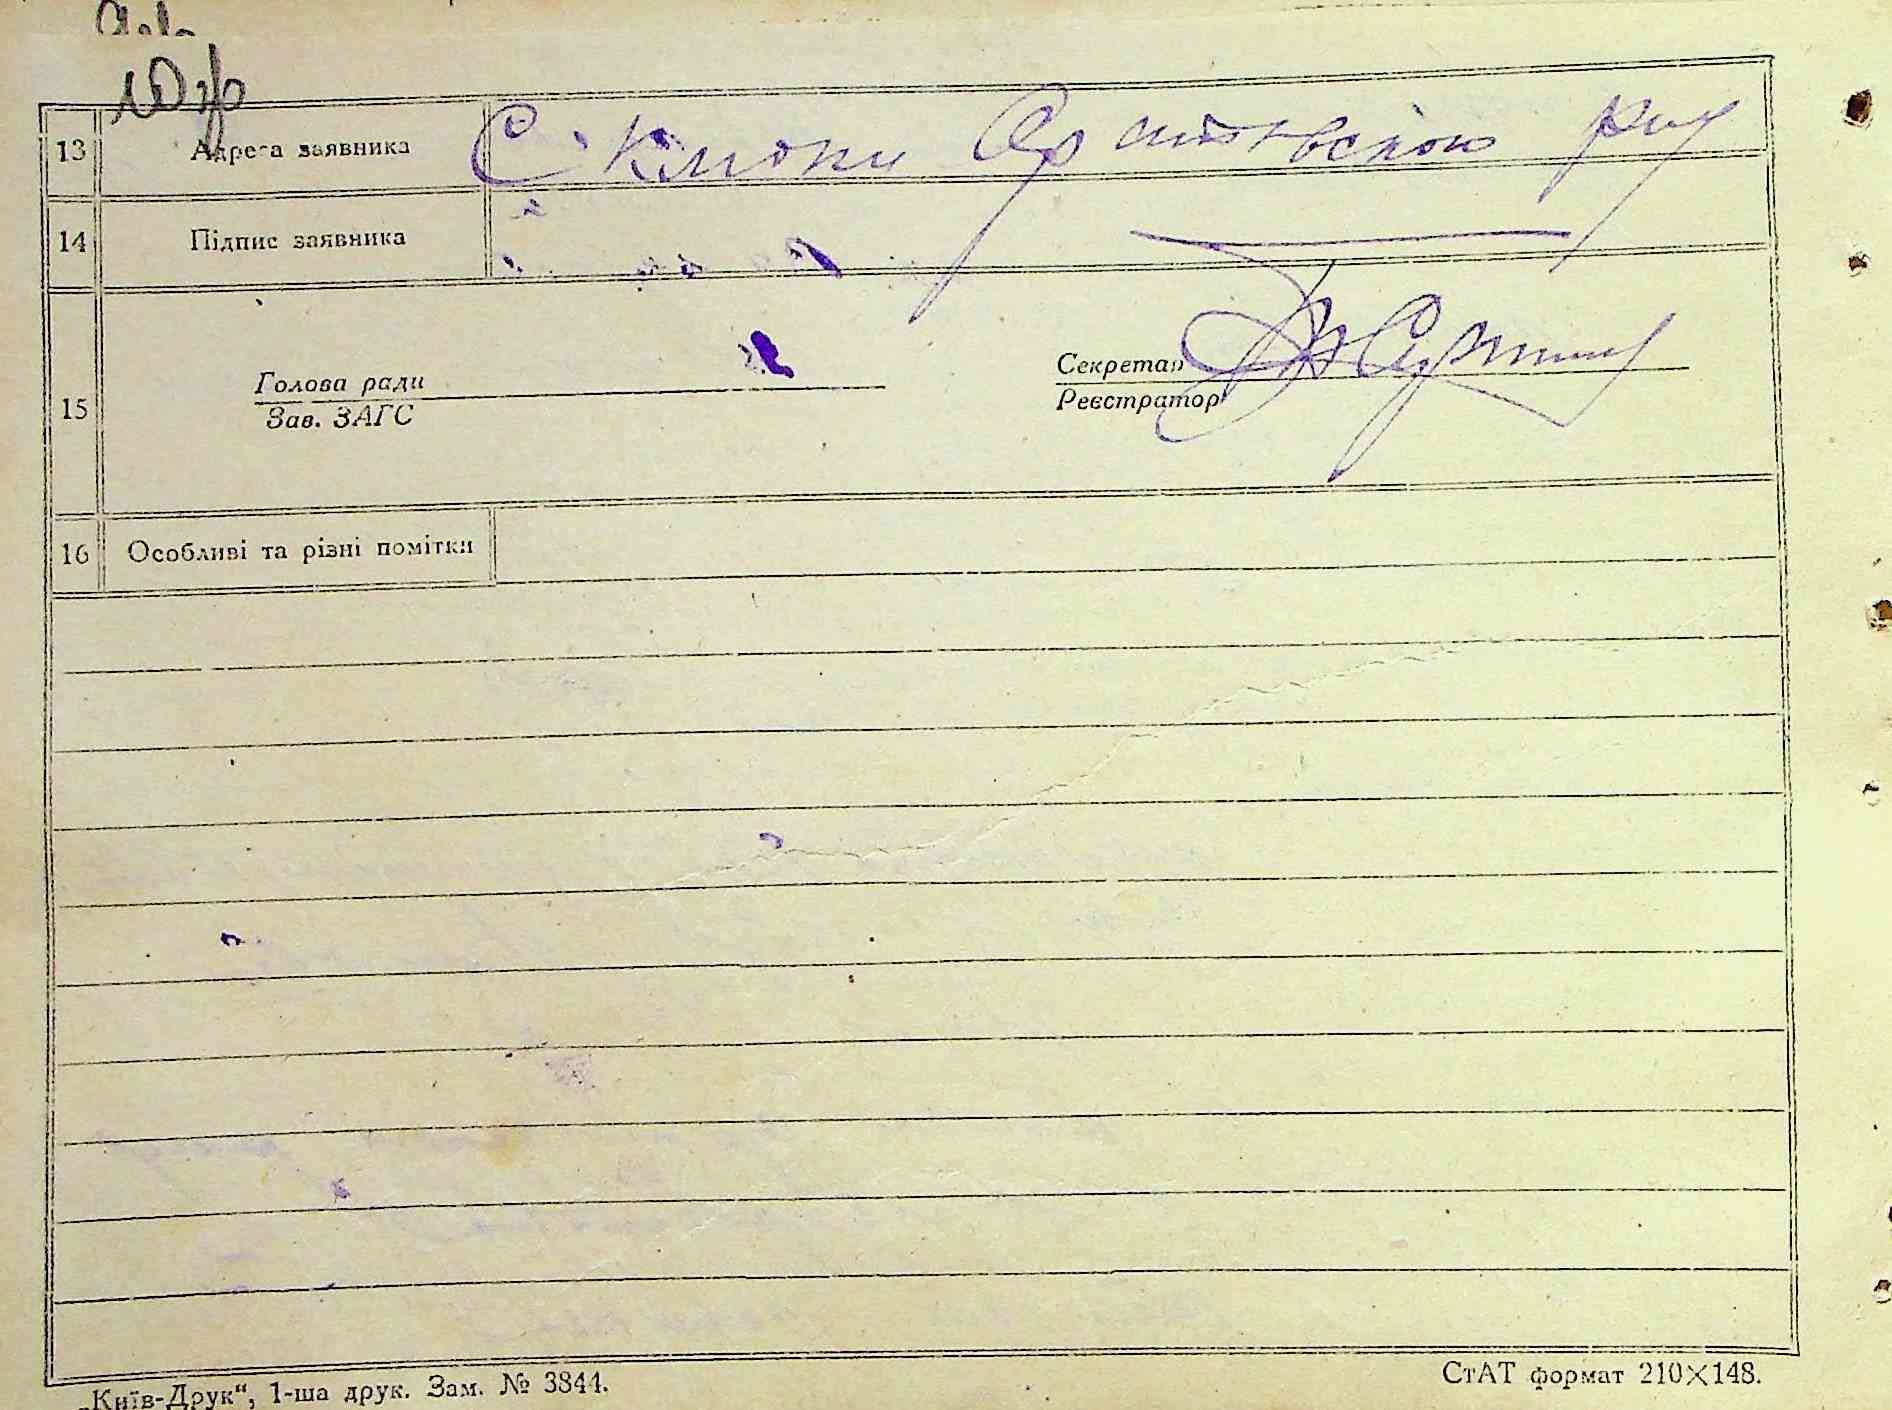 13 Адреса заявника С Клюки
14 Підпис заявника
15 Голова ради Секретар
Зав. ЗАГС Реєстратор
16 Особливі та різні помітки
„Київ-Друк“, 1-ша друк. Зам. № 3844. СтАТ формат 210×148.